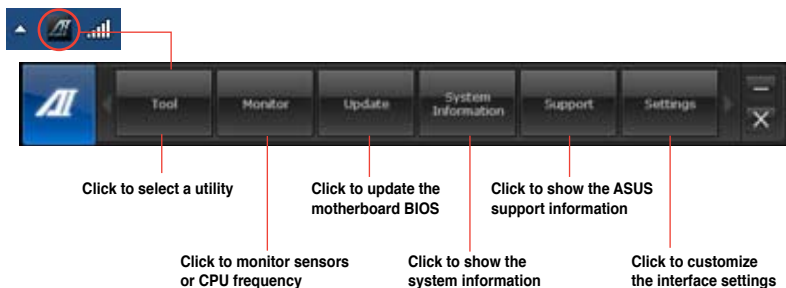 AI
AI
Tool
Monitor
Update
System
Information
Support
Settings
Click to select a utility
Click to update the
motherboard BIOS
Click to show the ASUS
support information
Click to monitor sensors
or CPU frequency
Click to show the
system information
Click to customize
the interface settings